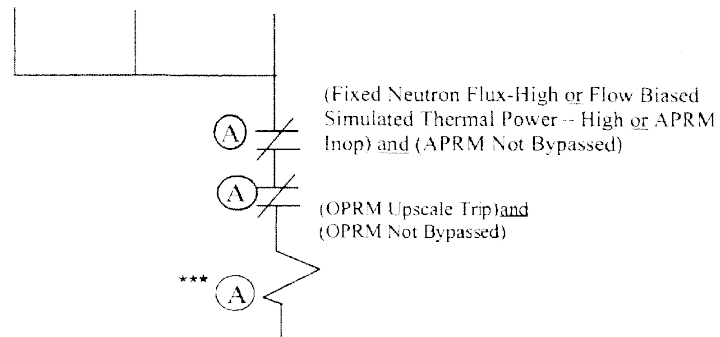 (Fixed Neutron Flux-High or Flow Biased
Simulated Thermal Power -- High or APRM
Inop) and (APRM Not Bypassed)
A
A
(OPRM Upscale Trip)and
(OPRM Not Bypassed)
*** A